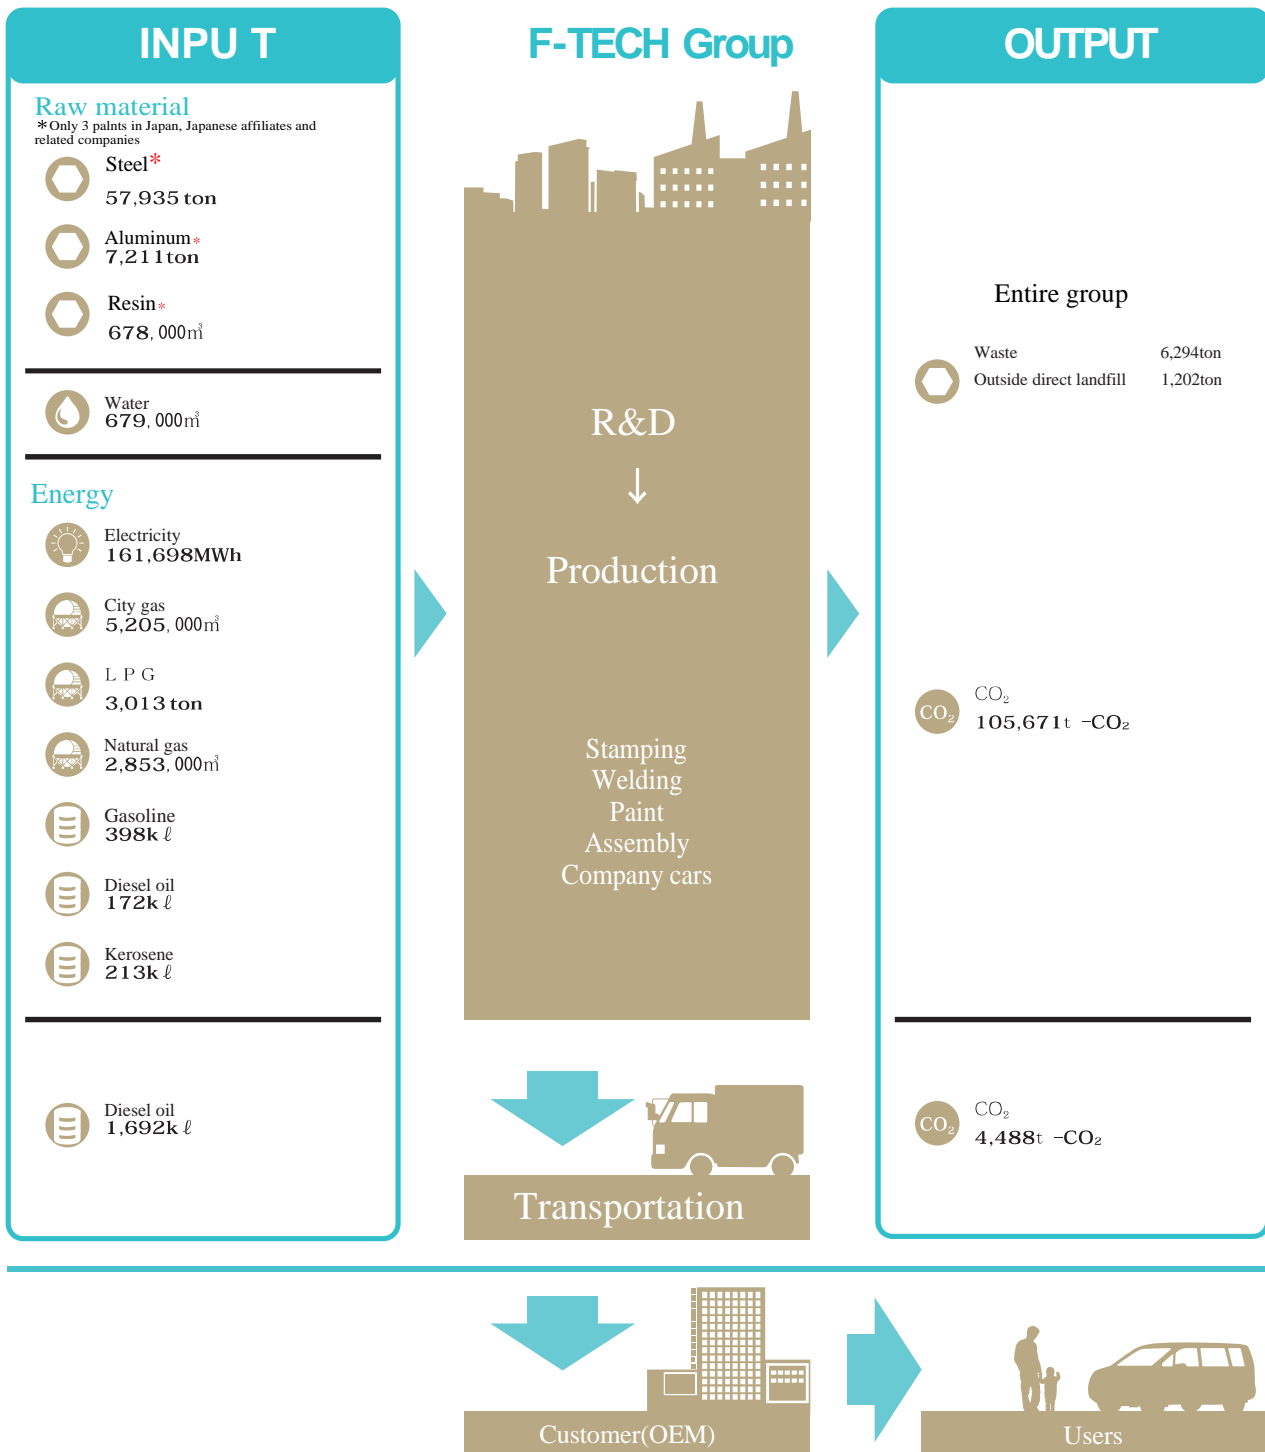 INPU T
Raw material
*Only 3 palnts in Japan, Japanese affiliates and
related companies
Steel*
57,935 ton
Aluminum*
7,211ton
Resin*
678,000㎥
Water
679,000㎥
Energy
Electricity
161,698MWh
City gas
5,205,000㎥
L P G
3,013 ton
Natural gas
2,853,000㎥
Gasoline
398k ℓ
Diesel oil
172k ℓ
Kerosene
213k ℓ
Diesel oil
1,692k ℓ
F-TECH Group
R&D
↓
Production
Stamping
Welding
Paint
Assembly
Company cars
Transportation
Customer(OEM)
OUTPUT
Entire group
Waste 6,294ton
Outside direct landfill 1,202ton
CO₂
CO₂
105,671t -CO₂
CO₂
CO₂
4,488t -CO₂
Users